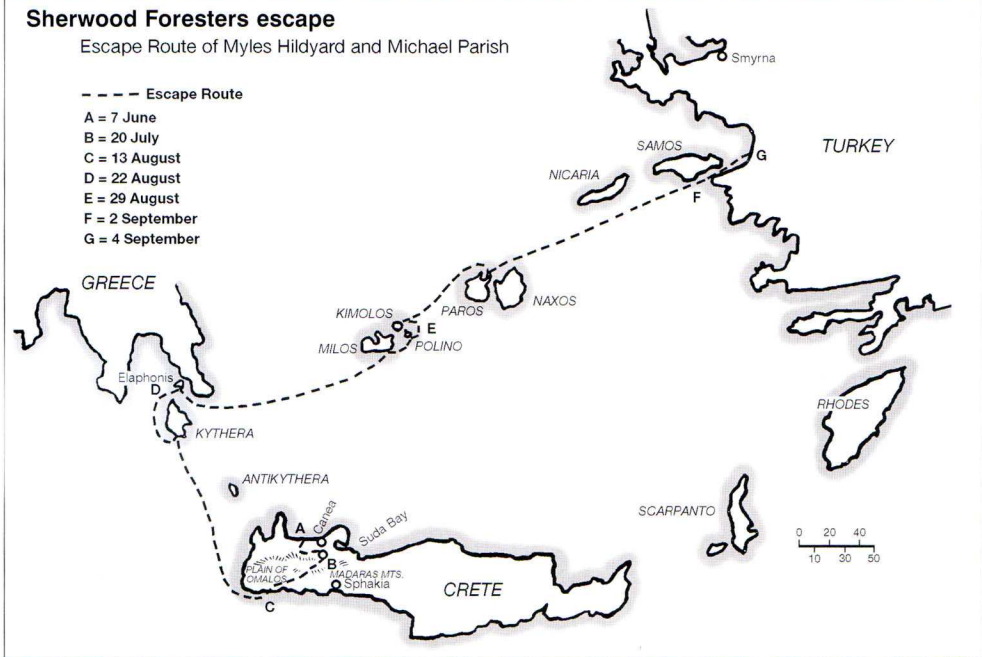 Sherwood Foresters escape
Escape Route of Myles Hildyard and Michael Parish
Escape Route
A = 7 June
B = 20 July
C = 13 August
D = 22 August
E = 29 August
F = 2 September
G = 4 September
Smyrna
TURKEY
SAMOS
G
NICARIA
F
GREECE
KIMOLOS
PAROS
NAXOS
E
MILOS
POLINO
Elaphonis
D
KYTHERA
RHODES
ANTIKYTHERA
SCARPANTO
A
Canea
Suda Bay
B
PLAIN OF
OMALOS
MADARAS MTS.
Sphakia
CRETE
C
0 20 40
10 30 50